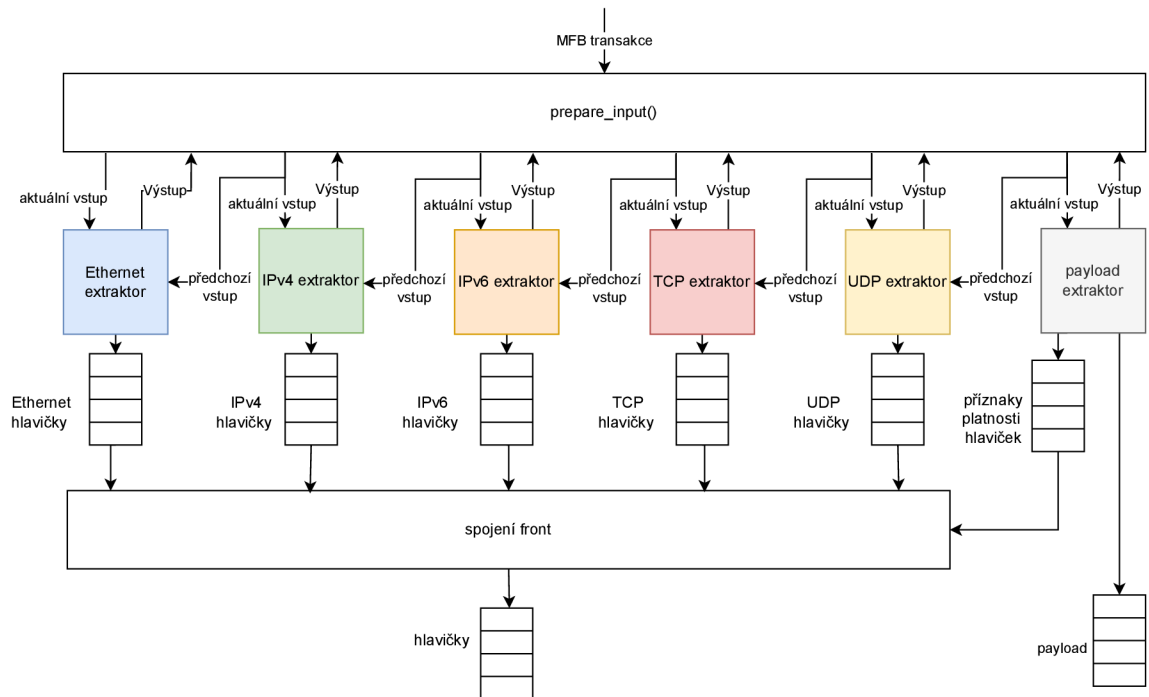 MFB transakce
prepare_input()
aktuální vstup
Výstup
aktuální vstup
Výstup
aktuální vstup
Výstup
aktuální vstup
Výstup
aktuální vstup
Výstup
aktuální vstup
Výstup
Ethernet
extraktor
předchozí
vstup
IPv4 extraktor
předchozí
vstup
IPv6 extraktor
předchozí
vstup
TCP extraktor
předchozí
vstup
UDP extraktor
předchozí
vstup
payload
extraktor
Ethernet
hlavičky
IPv4
hlavičky
IPv6
hlavičky
TCP
hlavičky
UDP
hlavičky
příznaky
platnosti
hlaviček
spojení front
hlavičky
payload